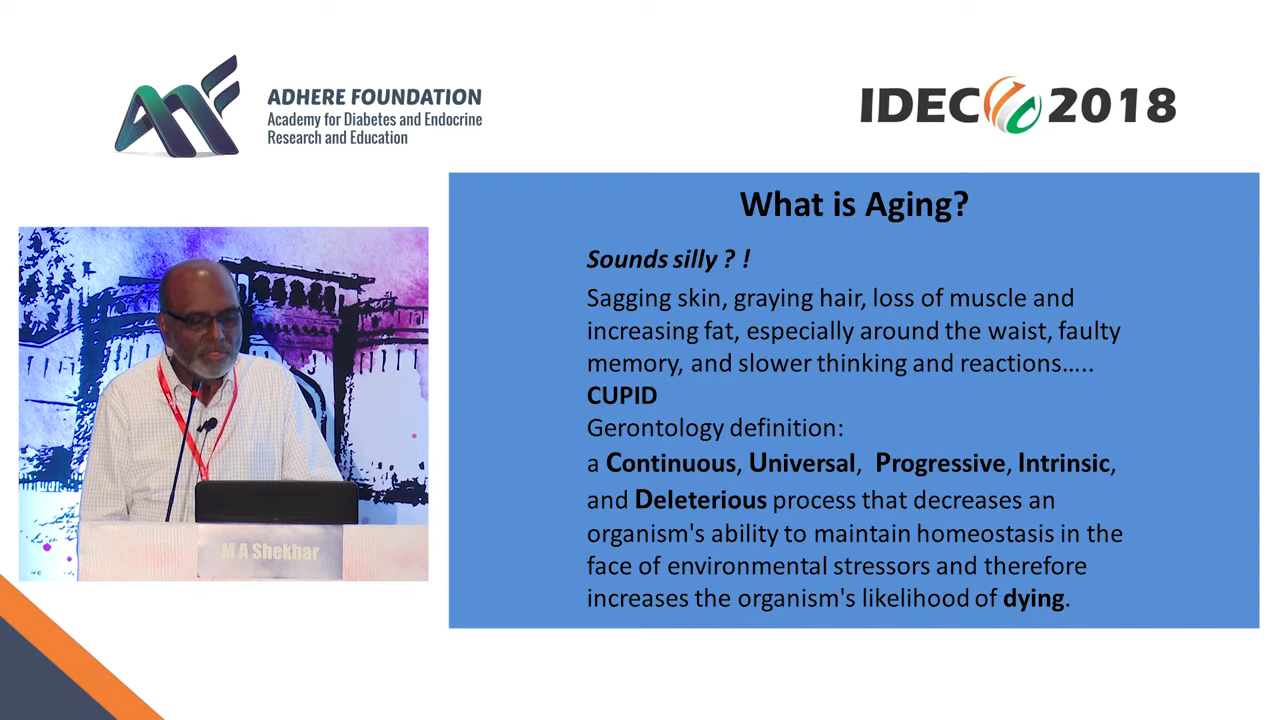 ADHERE FOUNDATION
Academy for Diabetes and Endocrine
Research and Education
IDEC 2018
What is Aging?
Sounds silly ? !
Sagging skin, graying hair, loss of muscle and
increasing fat, especially around the waist, faulty
memory, and slower thinking and reactions…..
CUPID
Gerontology definition:
a Continuous, Universal,  Progressive, Intrinsic,
and Deleterious process that decreases an
organism's ability to maintain homeostasis in the
face of environmental stressors and therefore
increases the organism's likelihood of dying.
M A Shekhar